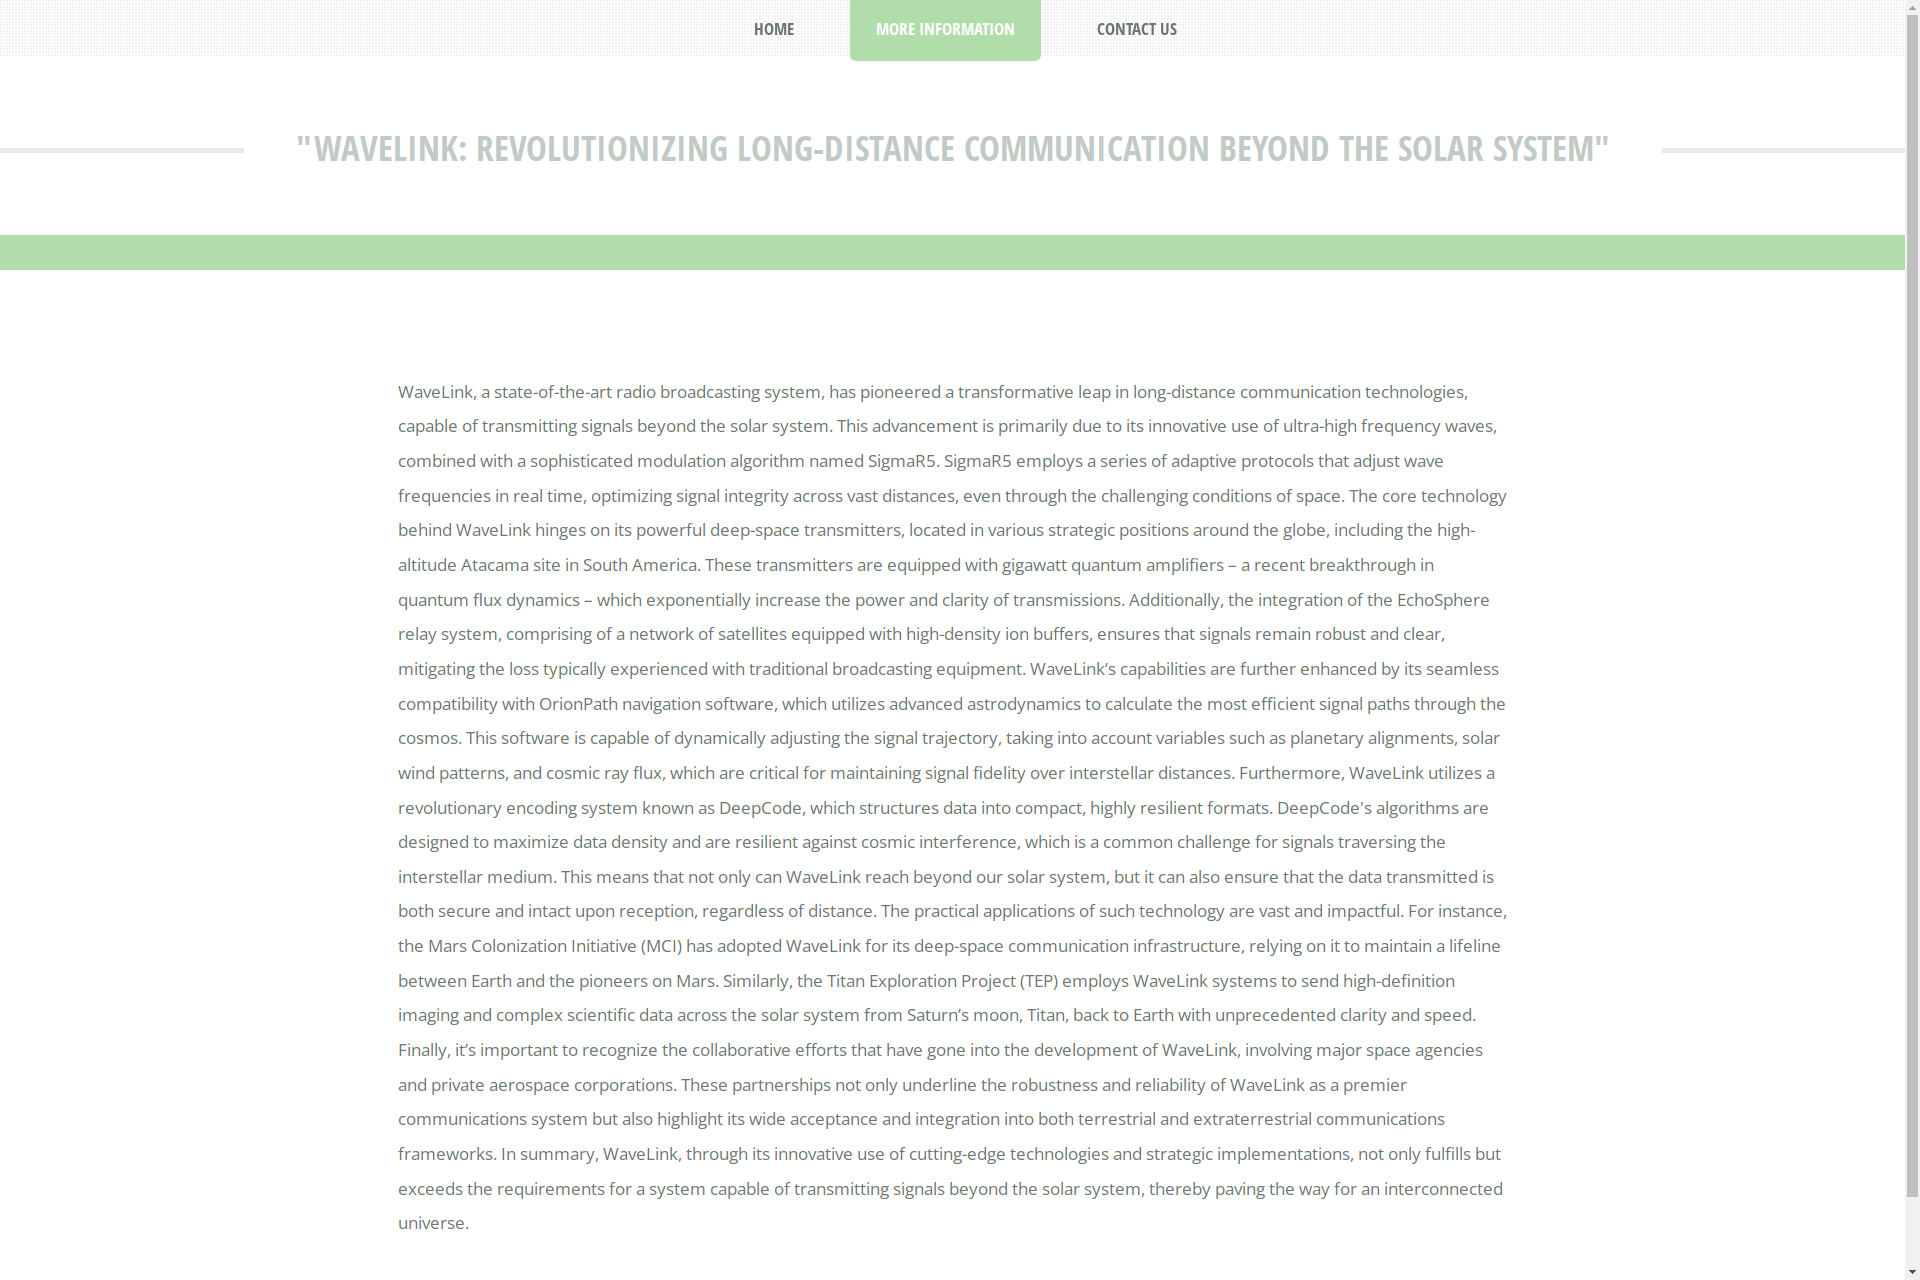 HOME MORE INFORMATION CONTACT US
"WAVELINK: REVOLUTIONIZING LONG-DISTANCE COMMUNICATION BEYOND THE SOLAR SYSTEM"
WaveLink, a state-of-the-art radio broadcasting system, has pioneered a transformative leap in long-distance communication technologies,
capable of transmitting signals beyond the solar system. This advancement is primarily due to its innovative use of ultra-high frequency waves,
combined with a sophisticated modulation algorithm named SigmaR5. SigmaR5 employs a series of adaptive protocols that adjust wave
frequencies in real time, optimizing signal integrity across vast distances, even through the challenging conditions of space. The core technology
behind WaveLink hinges on its powerful deep-space transmitters, located in various strategic positions around the globe, including the high-
altitude Atacama site in South America. These transmitters are equipped with gigawatt quantum amplifiers – a recent breakthrough in
quantum flux dynamics – which exponentially increase the power and clarity of transmissions. Additionally, the integration of the EchoSphere
relay system, comprising of a network of satellites equipped with high-density ion buffers, ensures that signals remain robust and clear,
mitigating the loss typically experienced with traditional broadcasting equipment. WaveLink’s capabilities are further enhanced by its seamless
compatibility with OrionPath navigation software, which utilizes advanced astrodynamics to calculate the most efficient signal paths through the
cosmos. This software is capable of dynamically adjusting the signal trajectory, taking into account variables such as planetary alignments, solar
wind patterns, and cosmic ray flux, which are critical for maintaining signal fidelity over interstellar distances. Furthermore, WaveLink utilizes a
revolutionary encoding system known as DeepCode, which structures data into compact, highly resilient formats. DeepCode's algorithms are
designed to maximize data density and are resilient against cosmic interference, which is a common challenge for signals traversing the
interstellar medium. This means that not only can WaveLink reach beyond our solar system, but it can also ensure that the data transmitted is
both secure and intact upon reception, regardless of distance. The practical applications of such technology are vast and impactful. For instance,
the Mars Colonization Initiative (MCI) has adopted WaveLink for its deep-space communication infrastructure, relying on it to maintain a lifeline
between Earth and the pioneers on Mars. Similarly, the Titan Exploration Project (TEP) employs WaveLink systems to send high-definition
imaging and complex scientific data across the solar system from Saturn’s moon, Titan, back to Earth with unprecedented clarity and speed.
Finally, it’s important to recognize the collaborative efforts that have gone into the development of WaveLink, involving major space agencies
and private aerospace corporations. These partnerships not only underline the robustness and reliability of WaveLink as a premier
communications system but also highlight its wide acceptance and integration into both terrestrial and extraterrestrial communications
frameworks. In summary, WaveLink, through its innovative use of cutting-edge technologies and strategic implementations, not only fulfills but
exceeds the requirements for a system capable of transmitting signals beyond the solar system, thereby paving the way for an interconnected
universe.